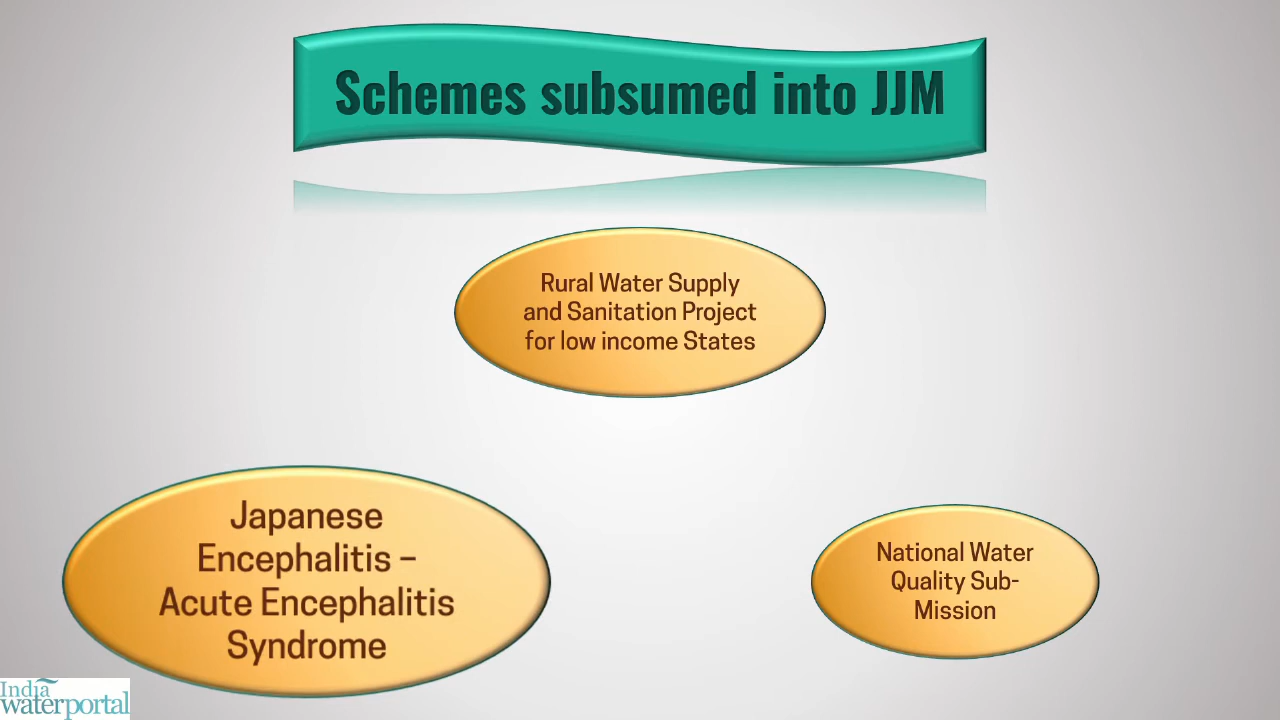 Schemes subsumed into JJM
Rural Water Supply
and Sanitation Project
for low income States
Japanese
Encephalitis –
Acute Encephalitis
Syndrome
National Water
Quality Sub-
Mission
India
waterportal